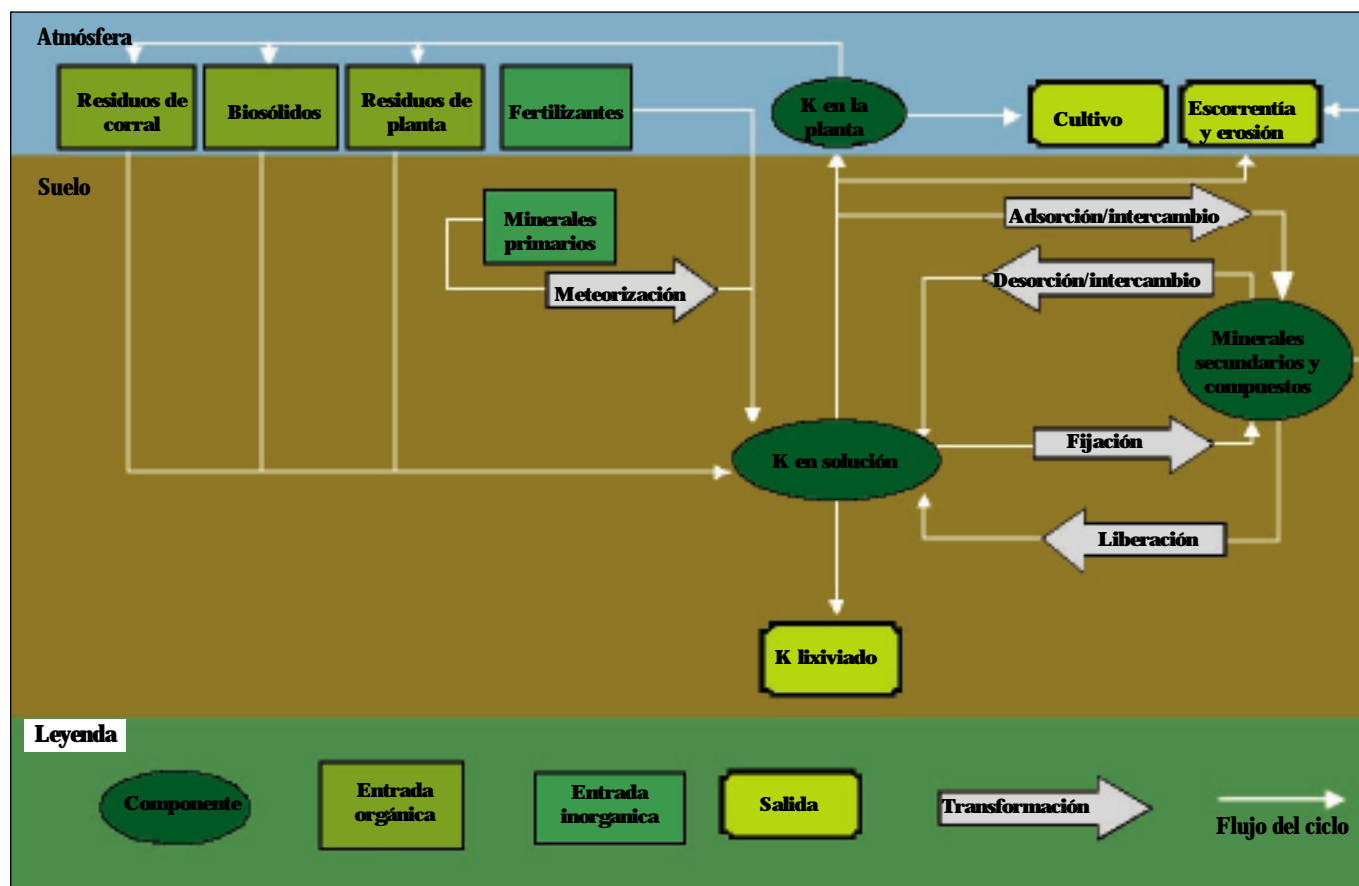 Atmósfera
Residuos de
corral
Biosólidos
Residuos de
planta
Fertilizantes
K en la
planta
Cultivo
Escorrentía
y erosión
Suelo
Minerales
primarios
Meteorización
Adsorción/intercambio
Desorción/intercambio
Minerales
secundarios y
compuestos
K en solución
Fijación
Liberación
K lixiviado
Leyenda
Componente
Entrada
orgánica
Entrada
inorganica
Salida
Transformación
Flujo del ciclo